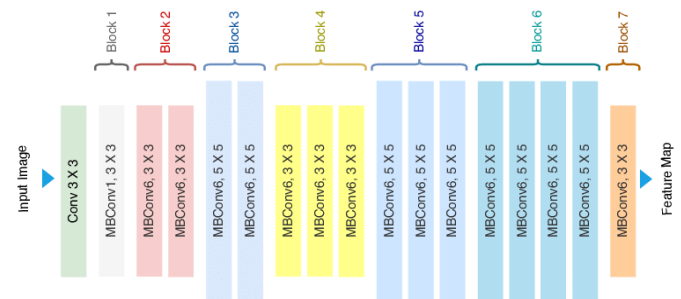 Block 1
Block 2
Block 3
Block 4
Block 5
Block 6
Block 7
Input Image
Conv 3 X 3
MBConv1, 3 X 3
MBConv6, 3 X 3
MBConv6, 3 X 3
MBConv6, 5 X 5
MBConv6, 5 X 5
MBConv6, 3 X 3
MBConv6, 3 X 3
MBConv6, 3 X 3
MBConv6, 5 X 5
MBConv6, 5 X 5
MBConv6, 5 X 5
MBConv6, 5 X 5
MBConv6, 5 X 5
MBConv6, 5 X 5
MBConv6, 5 X 5
MBConv6, 3 X 3
Feature Map